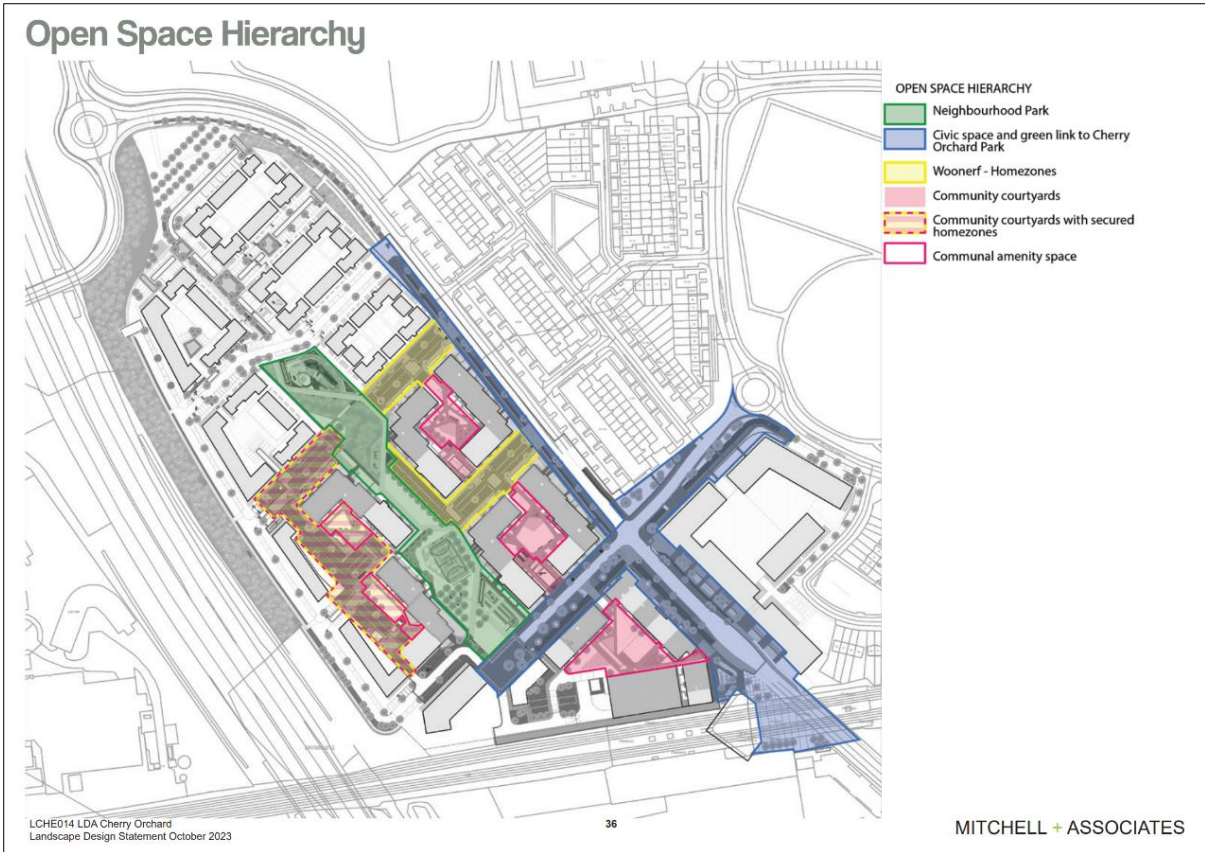 Open Space Hierarchy
OPEN SPACE HIERARCHY
Neighbourhood Park
Civic space and green link to Cherry
Orchard Park
Woonerf - Homezones
Community courtyards
Community courtyards with secured
homezones
Communal amenity space
LCHE014 LDA Cherry Orchard
Landscape Design Statement October 2023
36
MITCHELL + ASSOCIATES